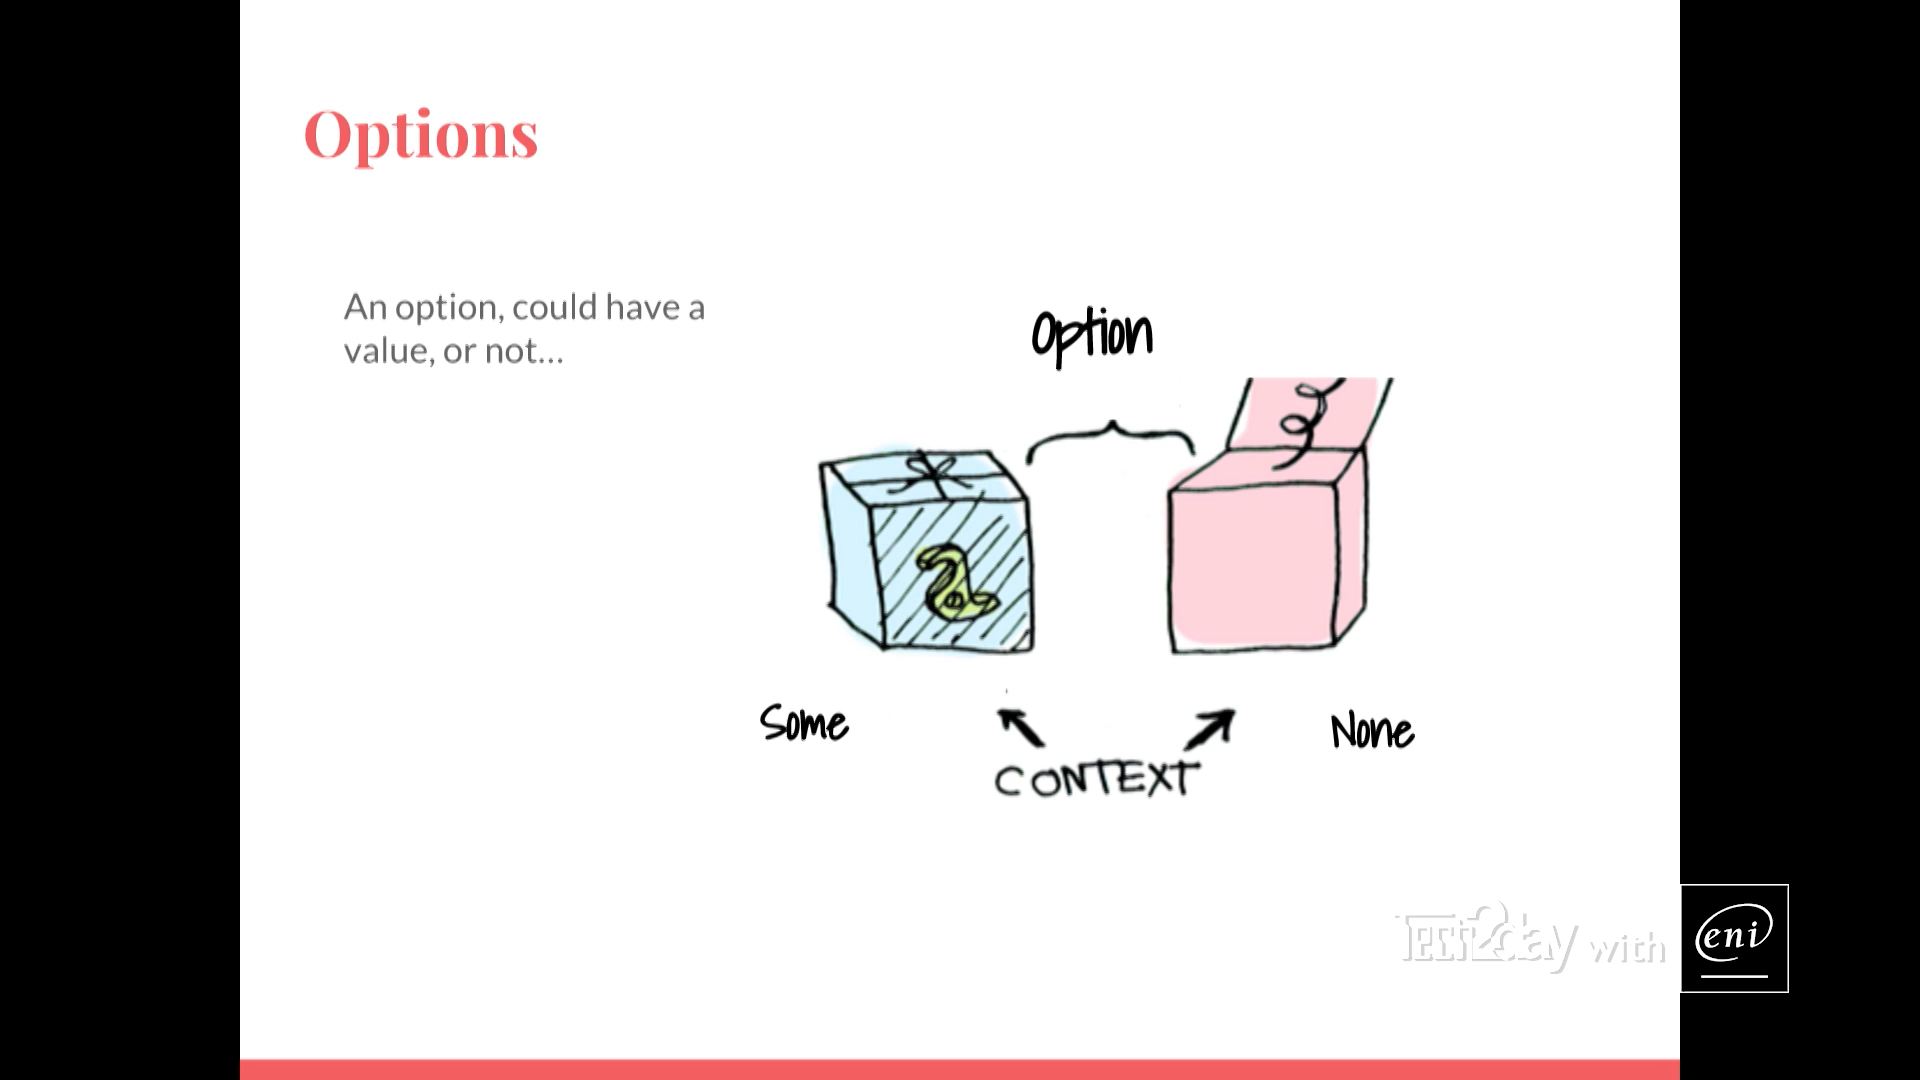 Options
An option, could have a
value, or not...
Option
Some
None
CONTEXT
Tech2day with
eni